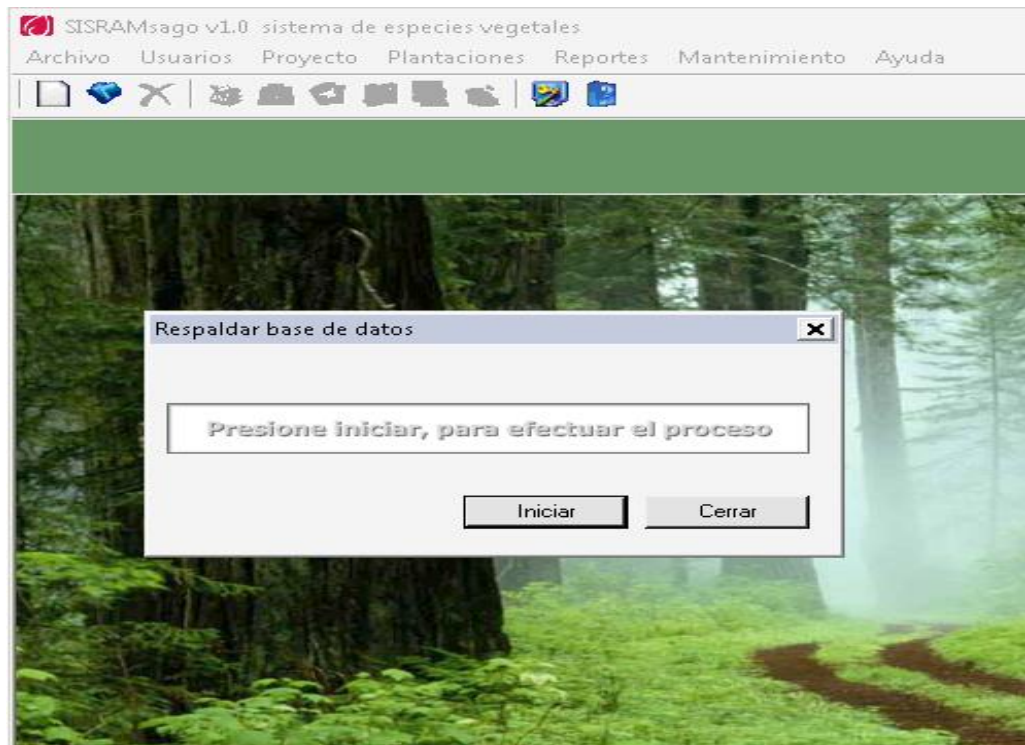 SISRAMsago v1.0 sistema de especies vegetales
Archivo Usuarios Proyecto Plantaciones Reportes Mantenimiento Ayuda
Respaldar base de datos
Presione iniciar, para efectuar el proceso
Iniciar Cerrar